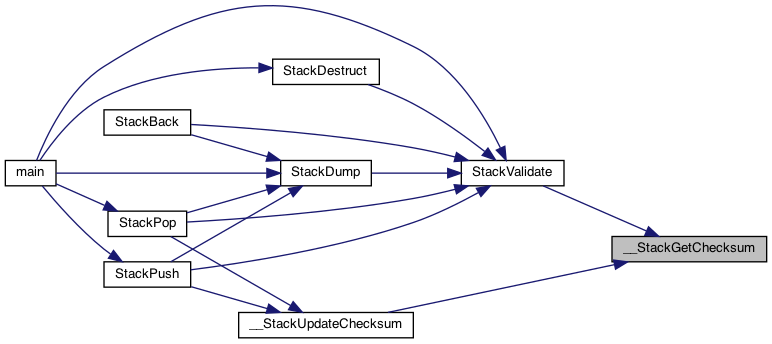 StackDestruct
StackBack
main
StackDump
StackValidate
StackPop
__StackGetChecksum
StackPush
__StackUpdateChecksum